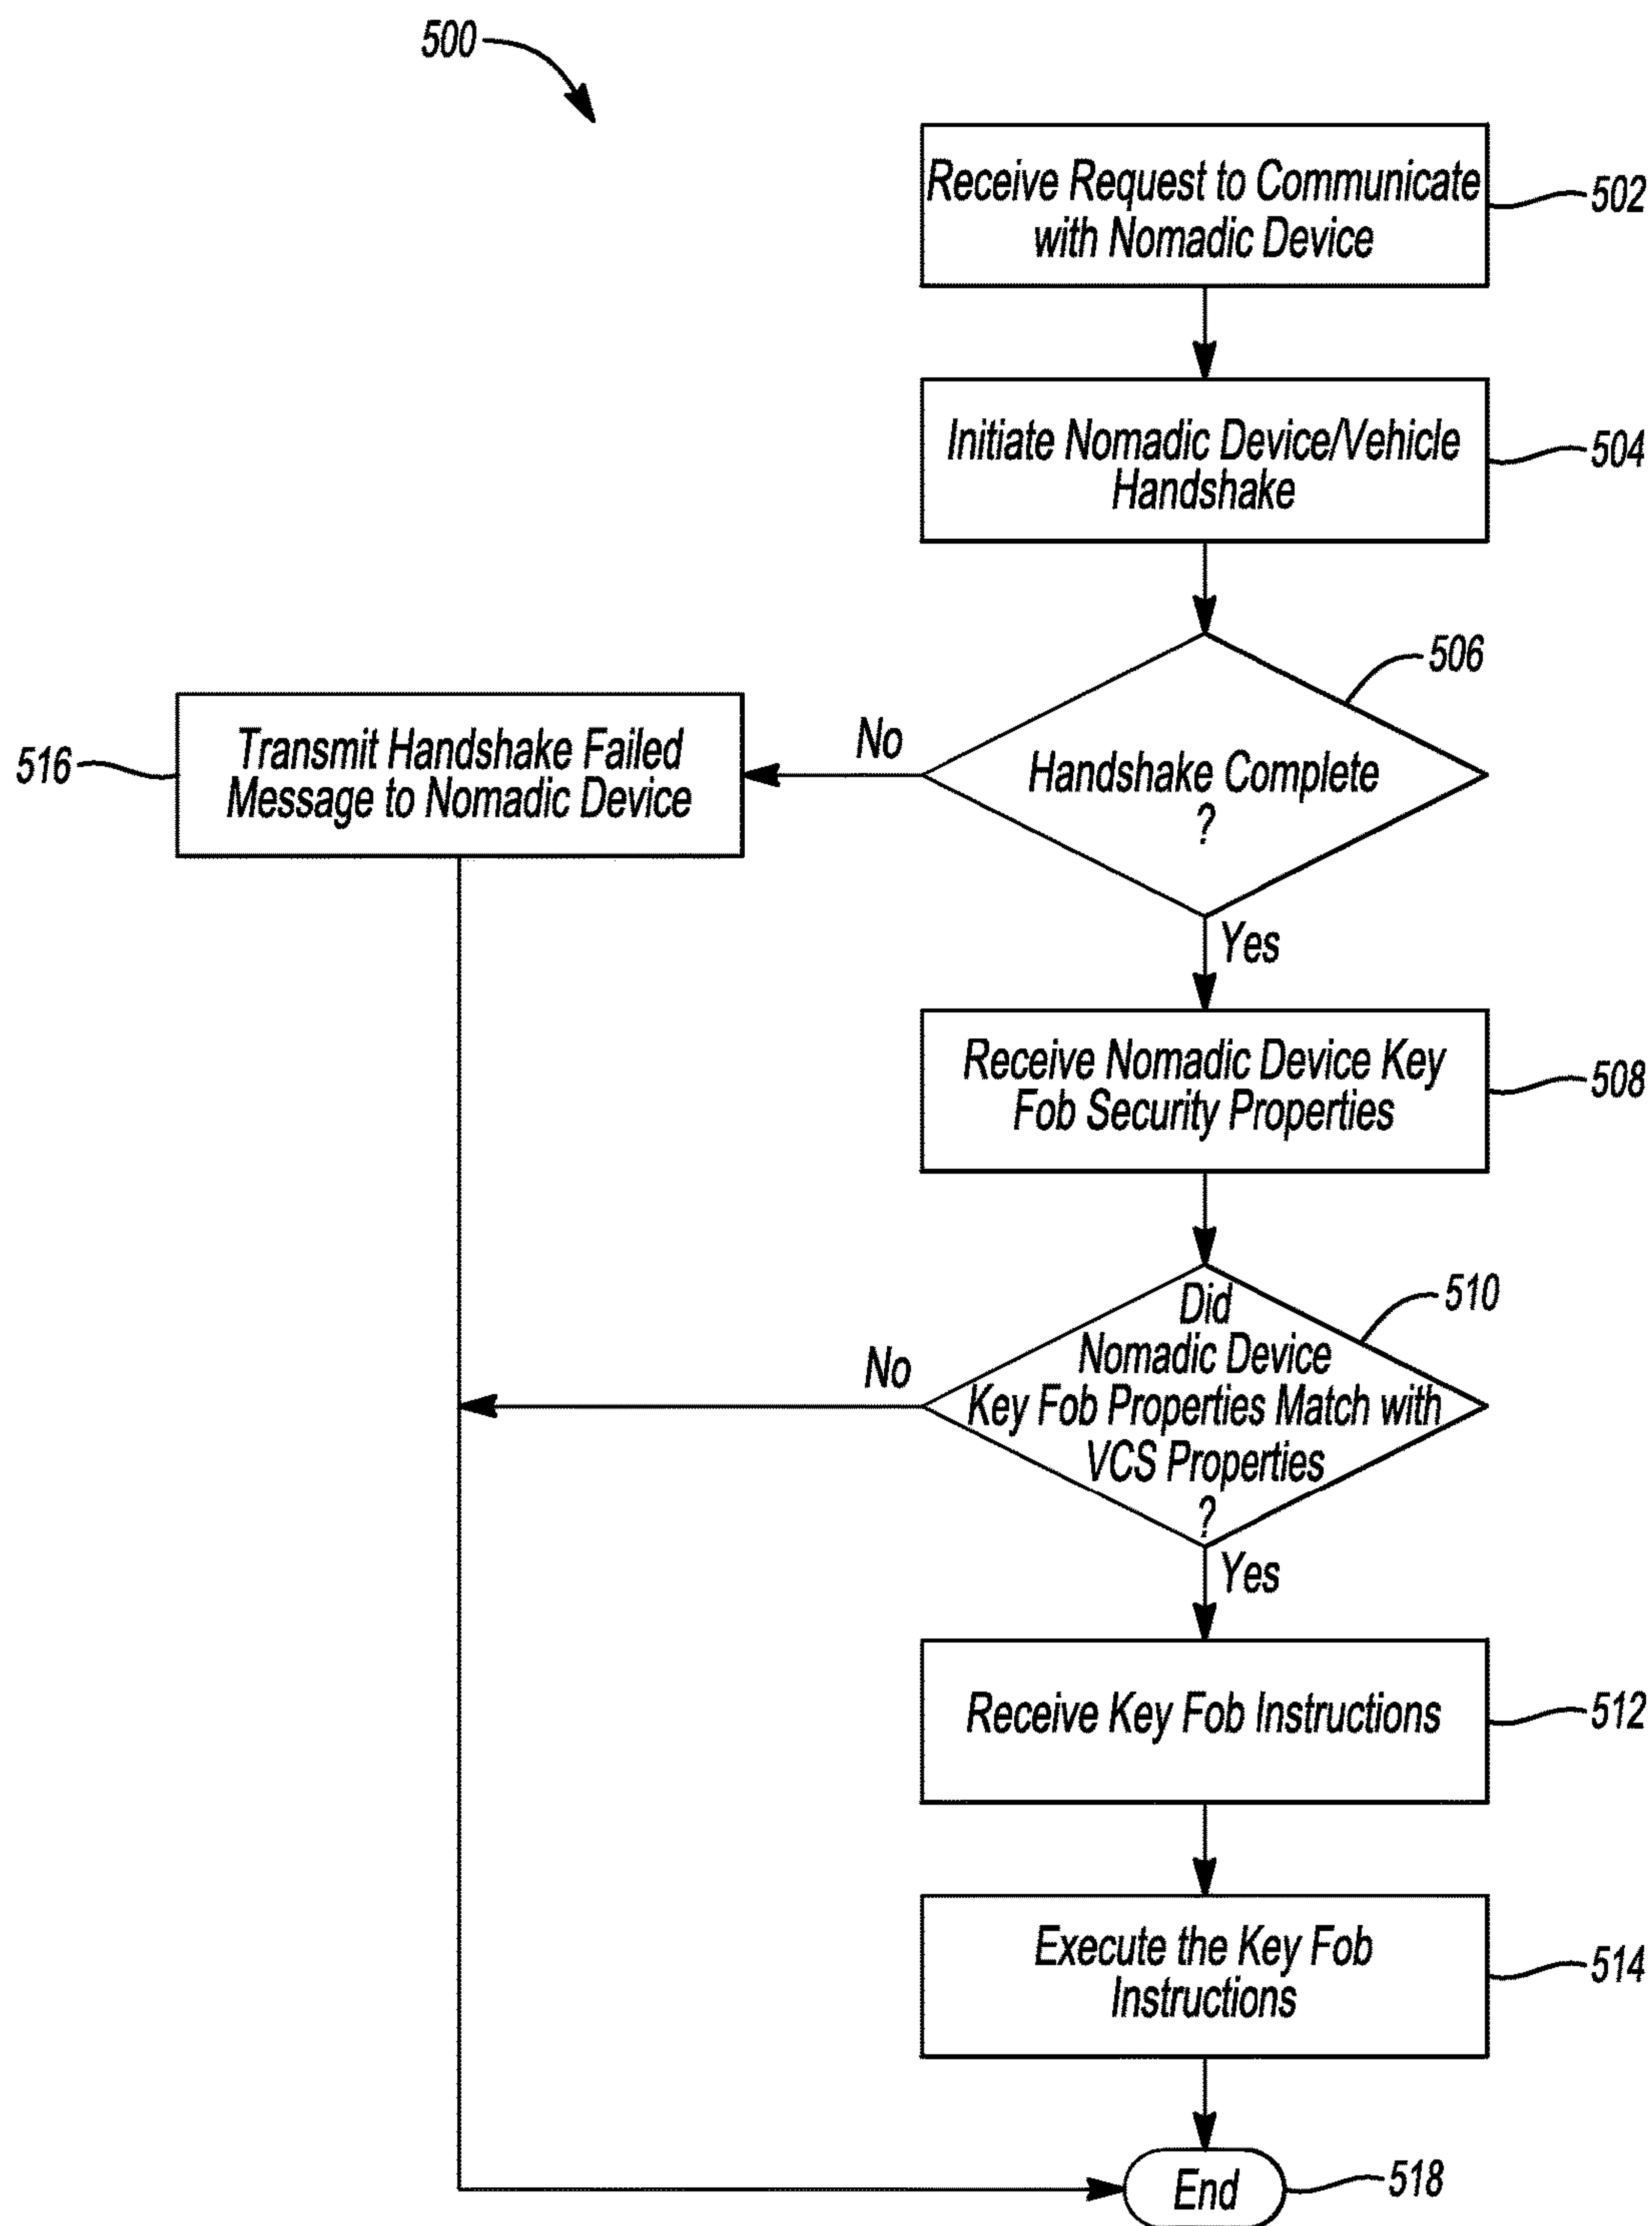 500
Receive Request to Communicate
with Nomadic Device
502
Initiate Nomadic Device/Vehicle
Handshake
504
506
Handshake Complete
?
No
Transmit Handshake Failed
Message to Nomadic Device
516
Yes
Receive Nomadic Device Key
Fob Security Properties
508
510
Did
Nomadic Device
Key Fob Properties Match with
VCS Properties
?
No
Yes
Receive Key Fob Instructions
512
Execute the Key Fob
Instructions
514
End
518